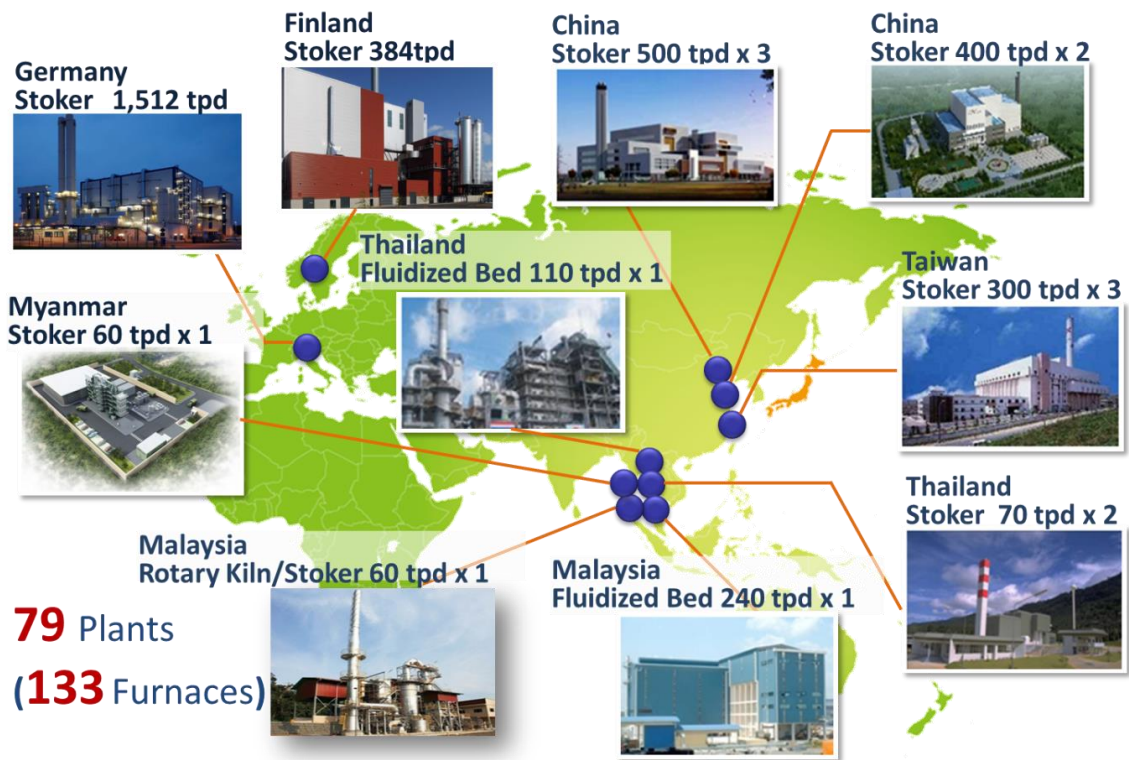 Finland
Stoker 384tpd
China
Stoker 500 tpd x 3
China
Stoker 400 tpd x 2
Germany
Stoker 1,512 tpd
Thailand
Fluidized Bed 110 tpd x 1
Taiwan
Stoker 300 tpd x 3
Myanmar
Stoker 60 tpd x 1
Thailand
Stoker 70 tpd x 2
Malaysia
Rotary Kiln/Stoker 60 tpd x 1
Malaysia
Fluidized Bed 240 tpd x 1
79 Plants
(133 Furnaces)